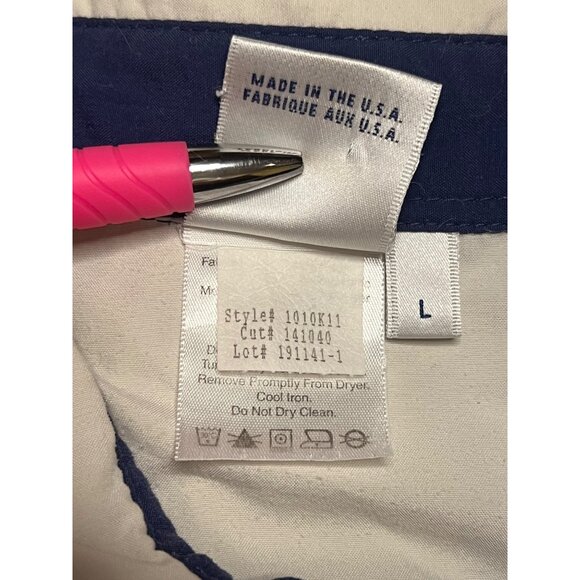 MADE IN THE U.S.A.
FABRIQUE AUX U.S.A.
L
Style# 1010K11
Cut# 141040
Lot# 191141-1
Remove Promptly From Dryer.
Cool Iron.
Do Not Dry Clean.